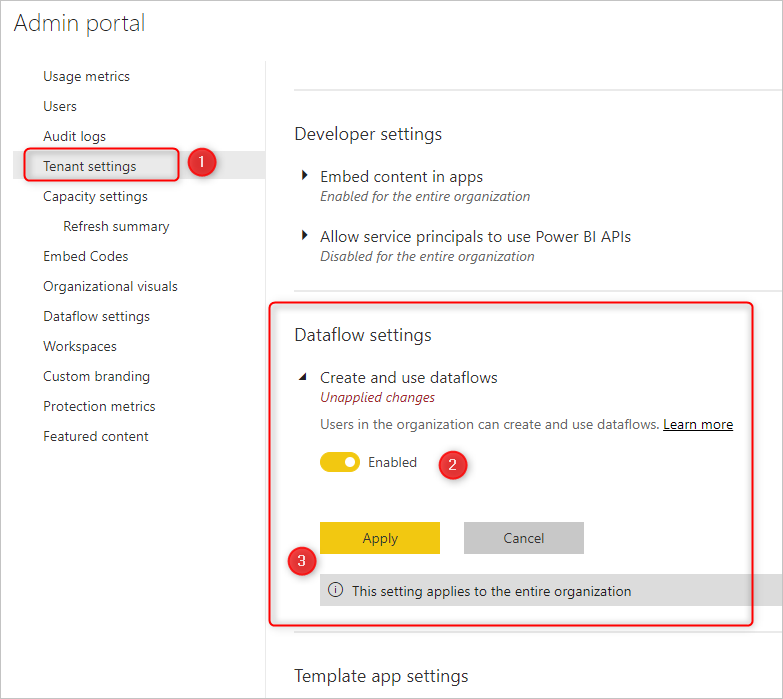 Admin portal
Usage metrics
Users
Audit logs
Tenant settings
1
Capacity settings
Refresh summary
Embed Codes
Organizational visuals
Dataflow settings
Workspaces
Custom branding
Protection metrics
Featured content
Developer settings
Embed content in apps
Enabled for the entire organization
Allow service principals to use Power BI APIs
Disabled for the entire organization
Dataflow settings
Create and use dataflows
Unapplied changes
Users in the organization can create and use dataflows. Learn more
Enabled
2
Apply
Cancel
3
This setting applies to the entire organization
Template app settings